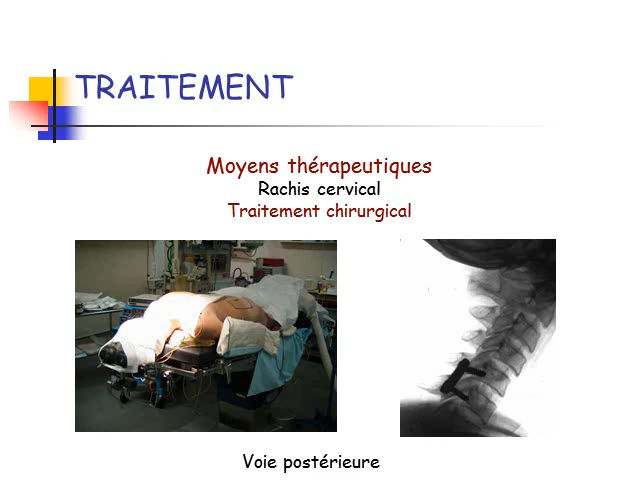 TRAITEMENT
Moyens thérapeutiques
Rachis cervical
Traitement chirurgical
Voie postérieure